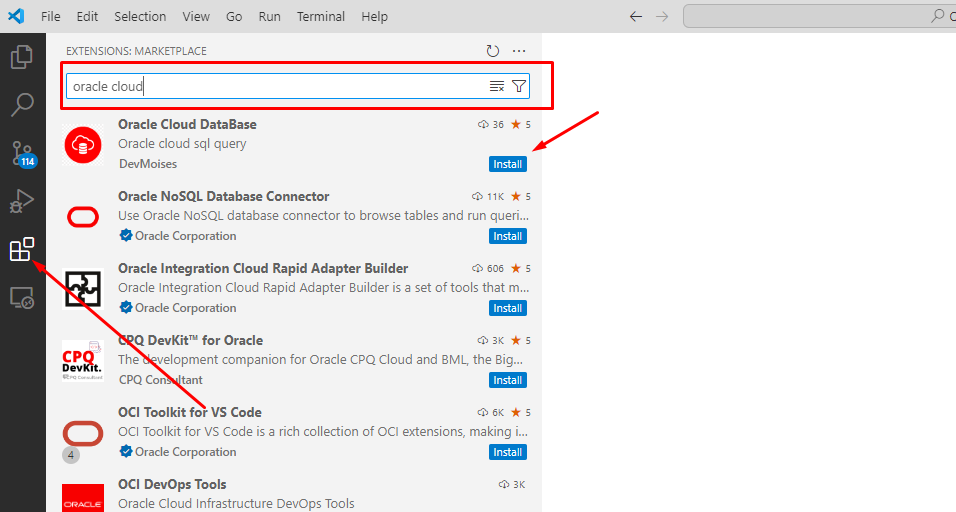 File Edit Selection View Go Run Terminal Help
EXTENSIONS: MARKETPLACE
oracle cloud
Oracle Cloud DataBase 36 5
Oracle cloud sql query
DevMoises Install
114
Oracle NoSQL Database Connector 11K 5
Use Oracle NoSQL database connector to browse tables and run queri...
Oracle Corporation Install
Oracle Integration Cloud Rapid Adapter Builder 606 5
Oracle Integration Cloud Rapid Adapter Builder is a set of tools that m...
Oracle Corporation Install
CPQ DevKit™ for Oracle 3K 5
CPQ
DevKit.
The development companion for Oracle CPQ Cloud and BML, the Big...
CPQ Consultant Install
OCI Toolkit for VS Code 6K 5
OCI Toolkit for VS Code is a rich collection of OCI extensions, making i...
4 Oracle Corporation Install
OCI DevOps Tools 3K
ORACLE
Oracle Cloud Infrastructure DevOps Tools